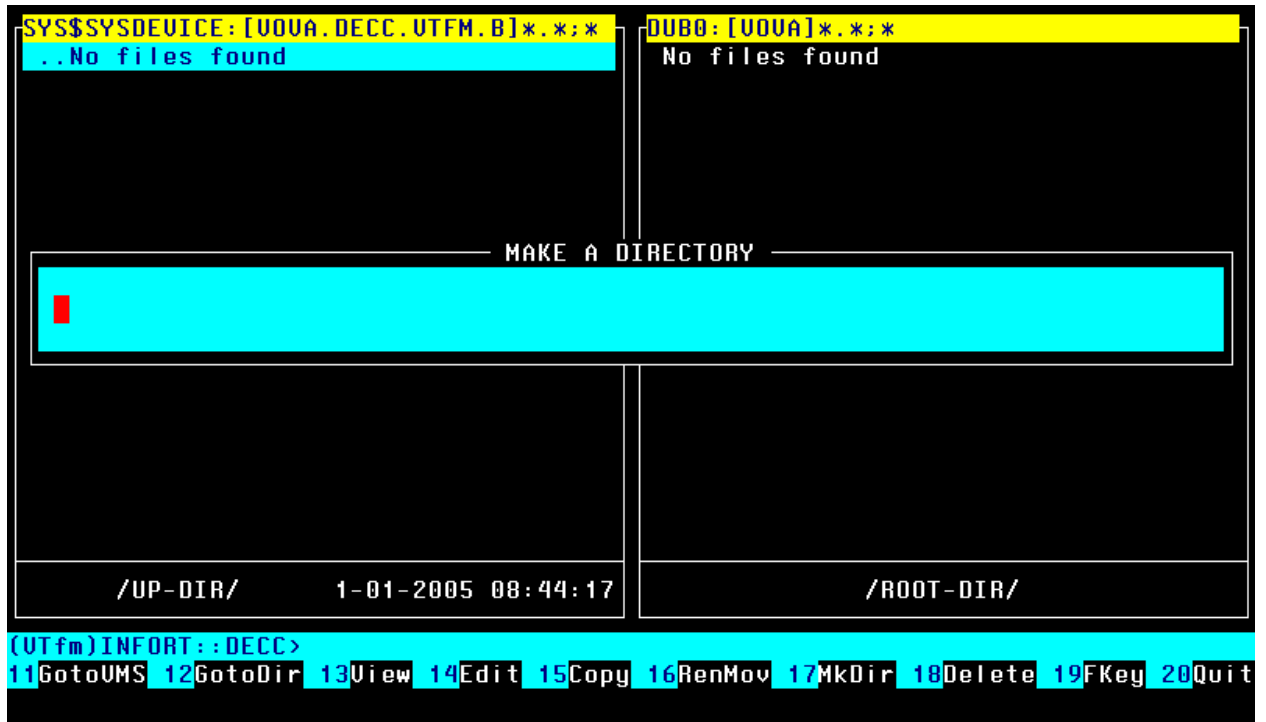 SYS$SYSDEVICE:[VOVA.DECC.VTFM.B]*.*;* DUB0:[VOVA]*.*;*
..No files found No files found
MAKE A DIRECTORY
/UP-DIR/ 1-01-2005 08:44:17 /ROOT-DIR/
(VTfm)INFORT::DECC>
11GotoVMS 12GotoDir 13View 14Edit 15Copy 16RenMov 17MkDir 18Delete 19FKey 20Quit